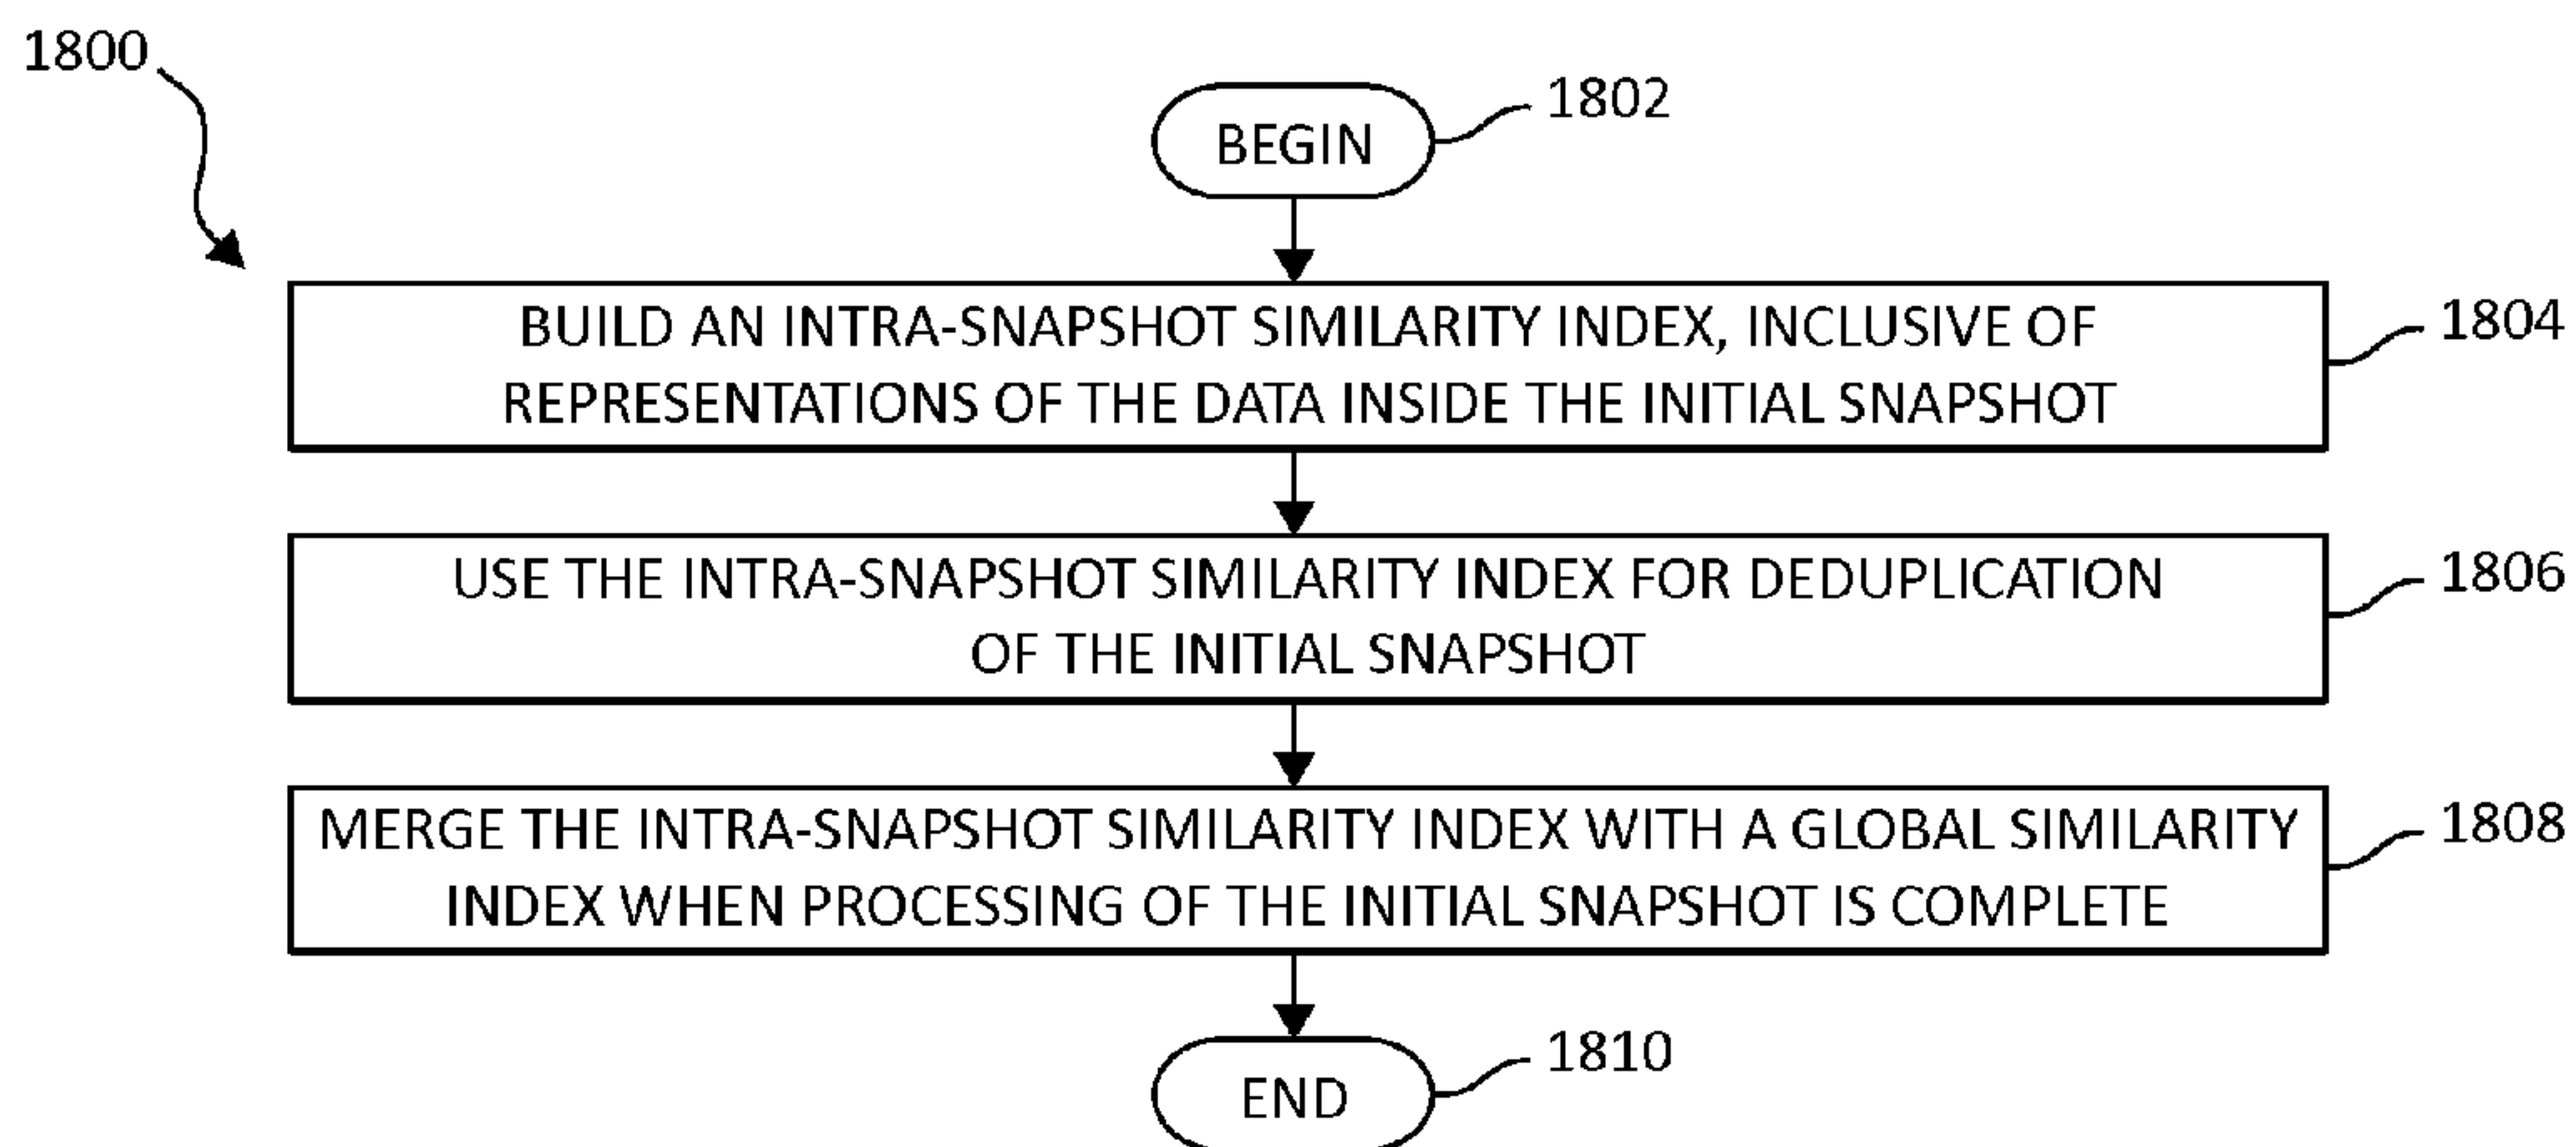 1800
BEGIN
1802
BUILD AN INTRA-SNAPSHOT SIMILARITY INDEX, INCLUSIVE OF
REPRESENTATIONS OF THE DATA INSIDE THE INITIAL SNAPSHOT
1804
USE THE INTRA-SNAPSHOT SIMILARITY INDEX FOR DEDUPLICATION
OF THE INITIAL SNAPSHOT
1806
MERGE THE INTRA-SNAPSHOT SIMILARITY INDEX WITH A GLOBAL SIMILARITY
INDEX WHEN PROCESSING OF THE INITIAL SNAPSHOT IS COMPLETE
1808
END
1810